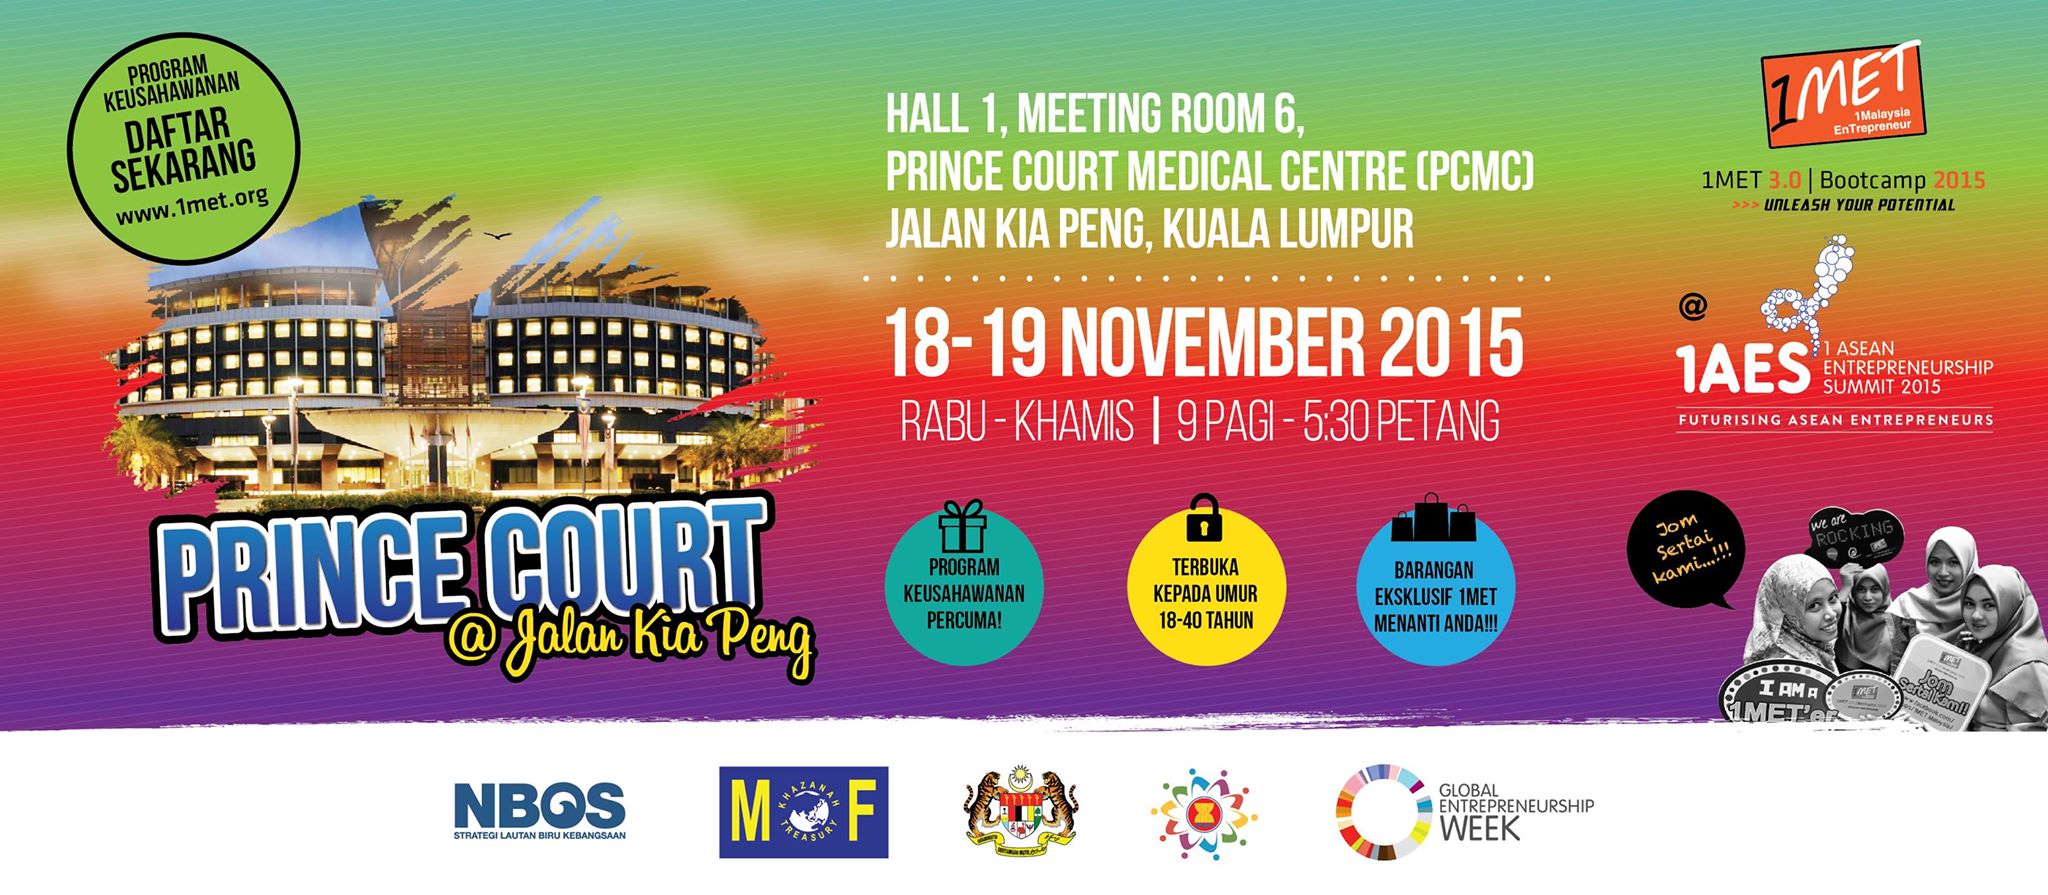 PROGRAM
KEUSAHAWANAN
DAFTAR
SEKARANG
www.1met.org
PRINCE COURT
@ Jalan Kia Peng
HALL 1, MEETING ROOM 6,
PRINCE COURT MEDICAL CENTRE (PCMC)
JALAN KIA PENG, KUALA LUMPUR
18-19 NOVEMBER 2015
RABU - KHAMIS | 9 PAGI - 5:30 PETANG
PROGRAM
KEUSAHAWANAN
PERCUMA!
TERBUKA
KEPADA UMUR
18-40 TAHUN
BARANGAN
EKSKLUSIF 1MET
MENANTI ANDA!!!
1MET
1Malaysia
EnTrepreneur
1MET 3.0 | Bootcamp 2015
>>> UNLEASH YOUR POTENTIAL
@
1AES
1 ASEAN
ENTREPRENEURSHIP
SUMMIT 2015
FUTURISING ASEAN ENTREPRENEURS
Jom
sertai
kami...!!!
We are
ROCKING
@
I AM A
1MET'er
Jom
Sertai Kami!!
NBOS
STRATEGI LAUTAN BIRU KEBANGSAAN
M F
KHAZANAH
TREASURY
GLOBAL
ENTREPRENEURSHIP
WEEK